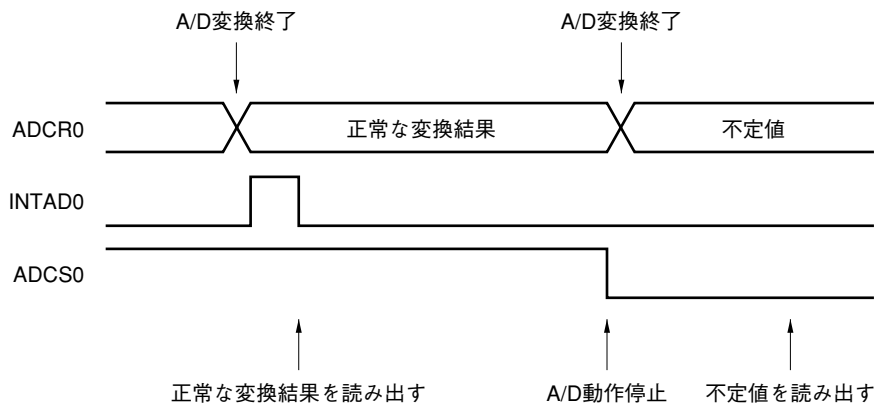 A/D変換終了 A/D変換終了
ADCR0 正常な変換結果 不定値
INTAD0
ADCS0
正常な変換結果を読み出す A/D動作停止 不定値を読み出す